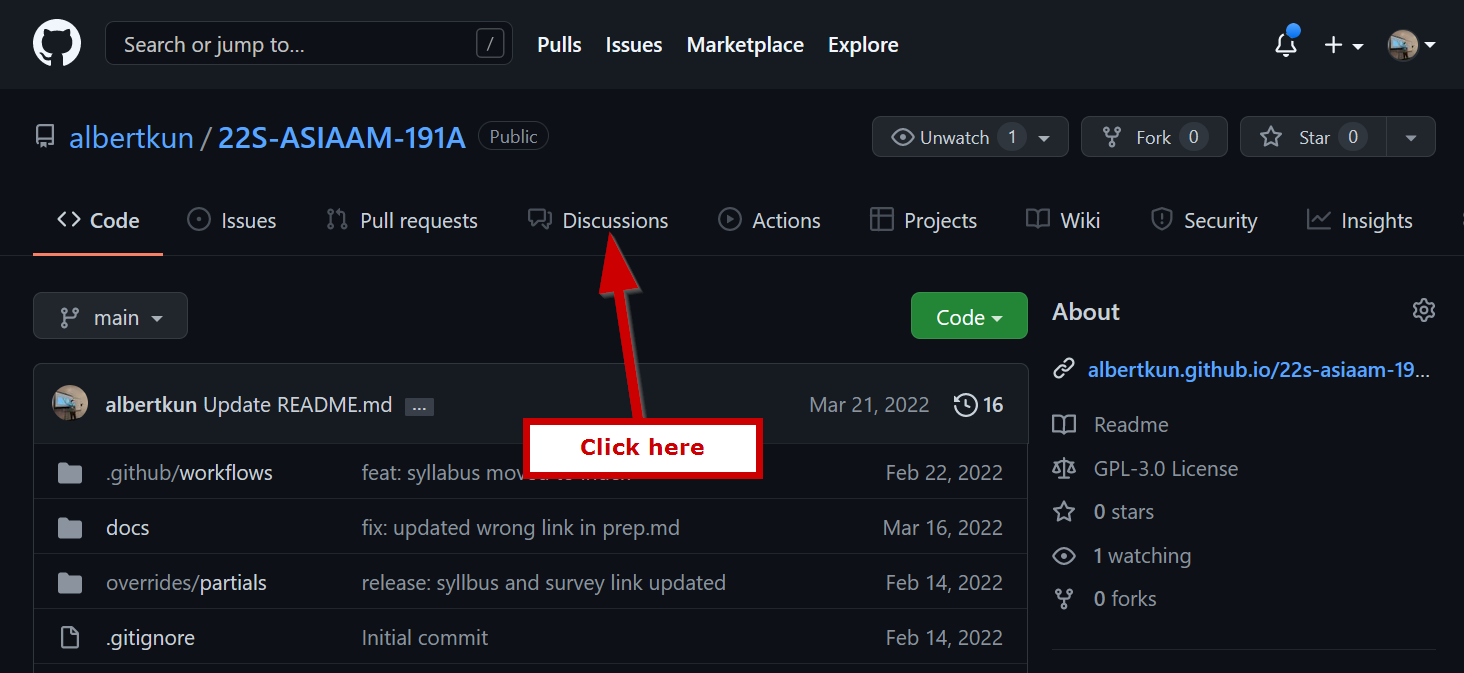 Search or jump to... / Pulls Issues Marketplace Explore
albertkun / 22S-ASIAAM-191A Public Unwatch 1 Fork 0 Star 0
Code Issues Pull requests Discussions Actions Projects Wiki Security Insights
main Code About
albertkun.github.io/22s-asiaam-19...
albertkun Update README.md ... Mar 21, 2022 16
Readme
.github/workflows feat: syllabus moved to index Feb 22, 2022
Click here
GPL-3.0 License
0 stars
docs fix: updated wrong link in prep.md Mar 16, 2022
1 watching
overrides/partials release: syllbus and survey link updated Feb 14, 2022
0 forks
.gitignore Initial commit Feb 14, 2022